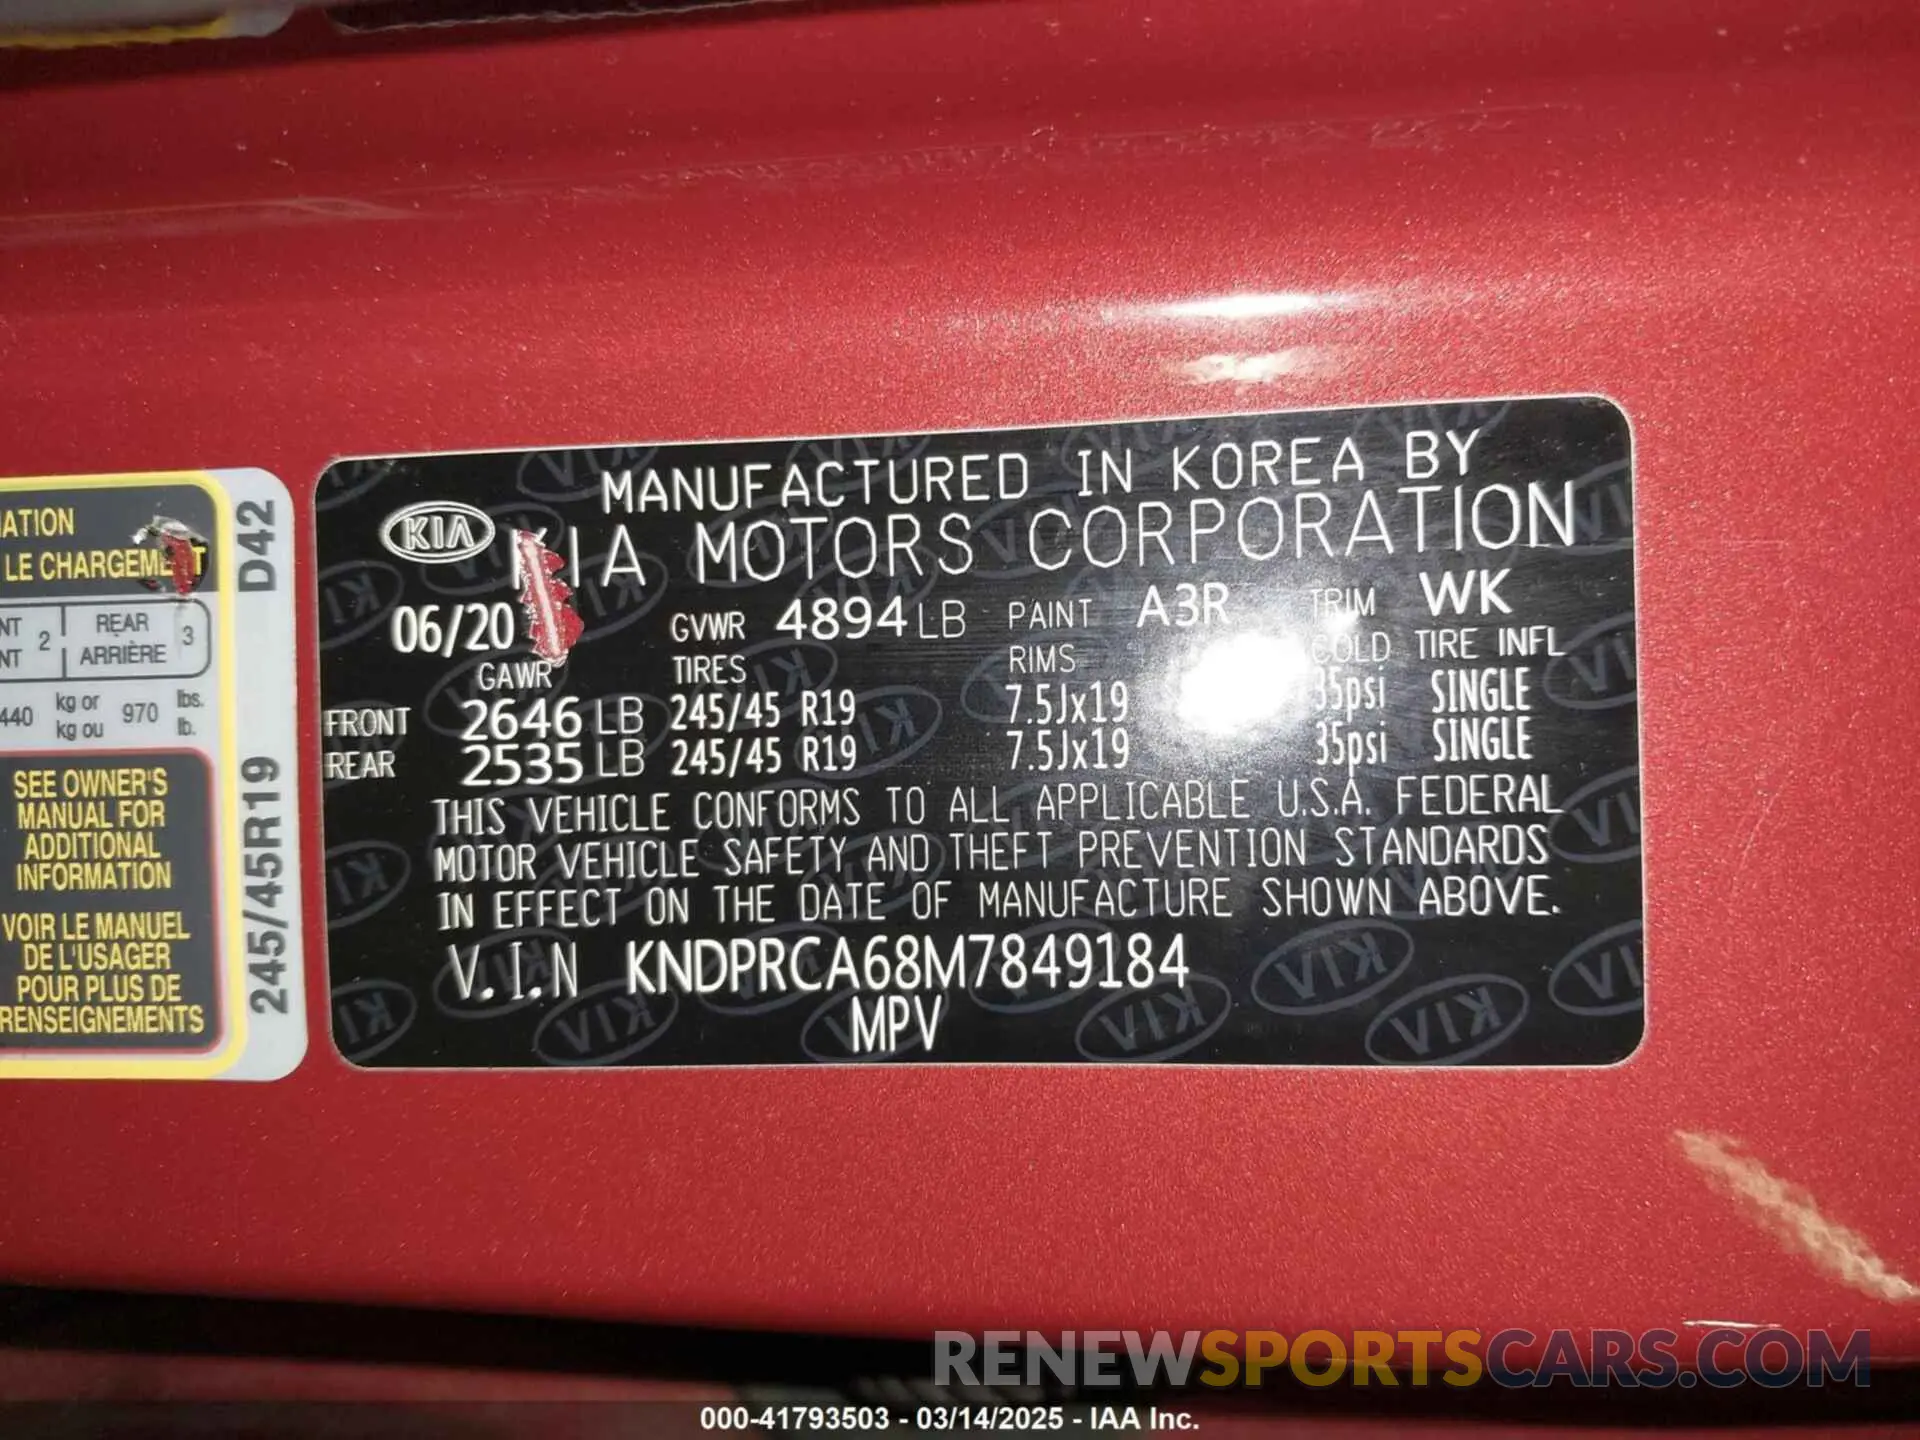 IATION
LE CHARGEMENT
NT 2 REAR 3
NT ARRIÈRE
440 kg or 970 lbs.
kg ou lb.
SEE OWNER'S
MANUAL FOR
ADDITIONAL
INFORMATION
VOIR LE MANUEL
DE L'USAGER
POUR PLUS DE
RENSEIGNEMENTS
245/45R19 D42
MANUFACTURED IN KOREA BY
KIA KIA MOTORS CORPORATION
06/20 GVWR 4894 LB PAINT A3R TRIM WK
GAWR TIRES RIMS COLD TIRE INFL
FRONT 2646 LB 245/45 R19 7.5Jx19 35psi SINGLE
REAR 2535 LB 245/45 R19 7.5Jx19 35psi SINGLE
THIS VEHICLE CONFORMS TO ALL APPLICABLE U.S.A. FEDERAL
MOTOR VEHICLE SAFETY AND THEFT PREVENTION STANDARDS
IN EFFECT ON THE DATE OF MANUFACTURE SHOWN ABOVE.
V.I.N KNDPRCA68M7849184
MPV
RENEWSPORTSCARS.COM
000-41793503 - 03/14/2025 - IAA Inc.